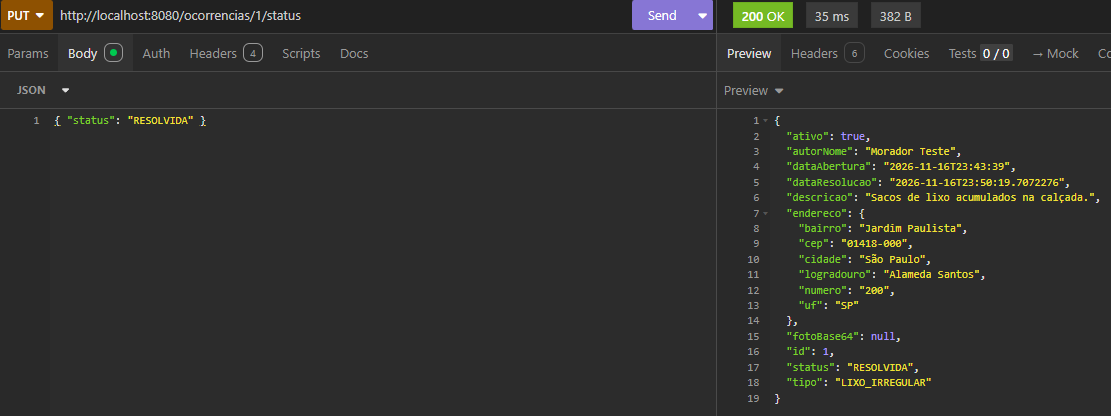 PUT http://localhost:8080/ocorrencias/1/status Send 200 OK 35 ms 382 B
Params Body Auth Headers 4 Scripts Docs
Preview Headers 6 Cookies Tests 0 / 0 → Mock Co
JSON
Preview
1 { "status": "RESOLVIDA" }
1 {
2 "ativo": true,
3 "autorNome": "Morador Teste",
4 "dataAbertura": "2026-11-16T23:43:39",
5 "dataResolucao": "2026-11-16T23:50:19.7072276",
6 "descricao": "Sacos de lixo acumulados na calçada.",
7 "endereco": {
8 "bairro": "Jardim Paulista",
9 "cep": "01418-000",
10 "cidade": "São Paulo",
11 "logradouro": "Alameda Santos",
12 "numero": "200",
13 "uf": "SP"
14 },
15 "fotoBase64": null,
16 "id": 1,
17 "status": "RESOLVIDA",
18 "tipo": "LIXO_IRREGULAR"
19 }